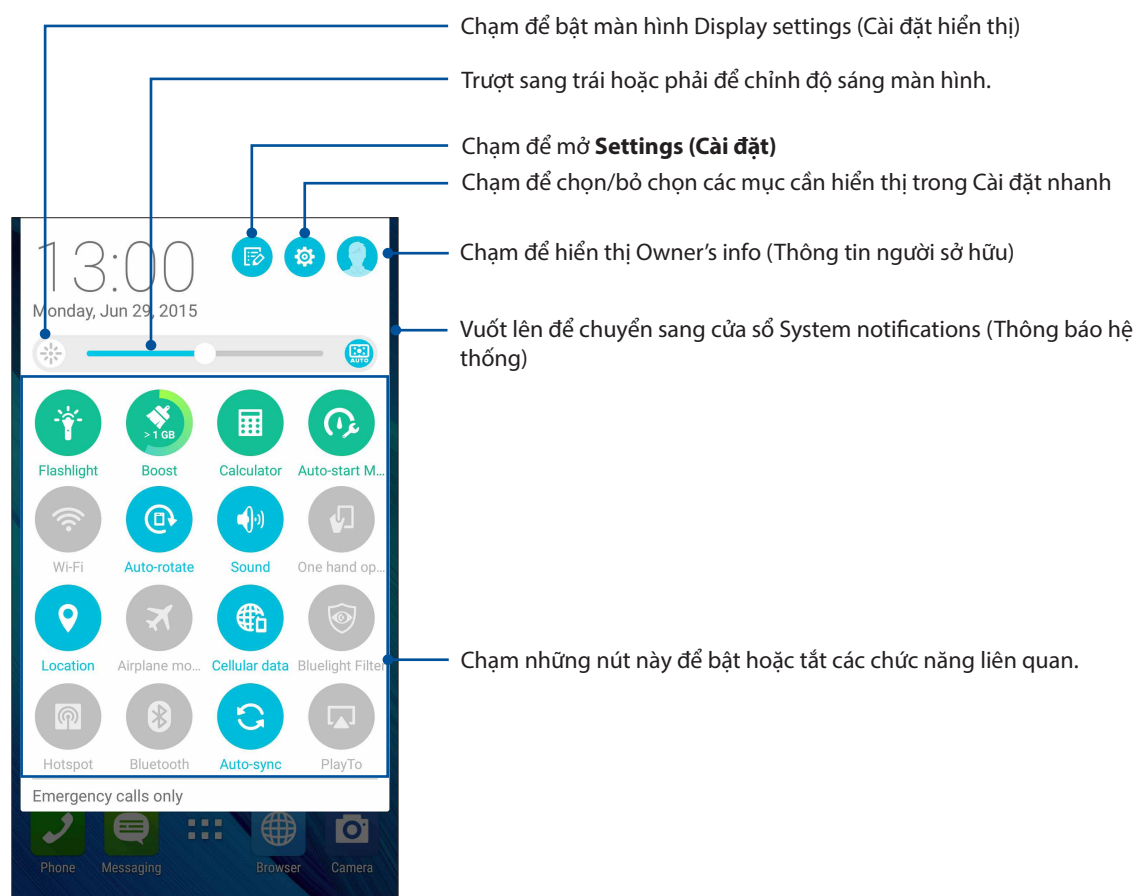 Chạm để bật màn hình Display settings (Cài đặt hiển thị)
Trượt sang trái hoặc phải để chỉnh độ sáng màn hình.
Chạm để mở Settings (Cài đặt)
Chạm để chọn/bỏ chọn các mục cần hiển thị trong Cài đặt nhanh
Chạm để hiển thị Owner's info (Thông tin người sở hữu)
Vuốt lên để chuyển sang cửa sổ System notifications (Thông báo hệ
thống)
13:00
Monday, Jun 29, 2015
AUTO
> 1 GB
Flashlight Boost Calculator Auto-start M...
Wi-Fi Auto-rotate Sound One hand op...
Location Airplane mo... Cellular data Bluelight Filter
Chạm những nút này để bật hoặc tắt các chức năng liên quan.
Hotspot Bluetooth Auto-sync PlayTo
Emergency calls only
Phone Messaging Browser Camera